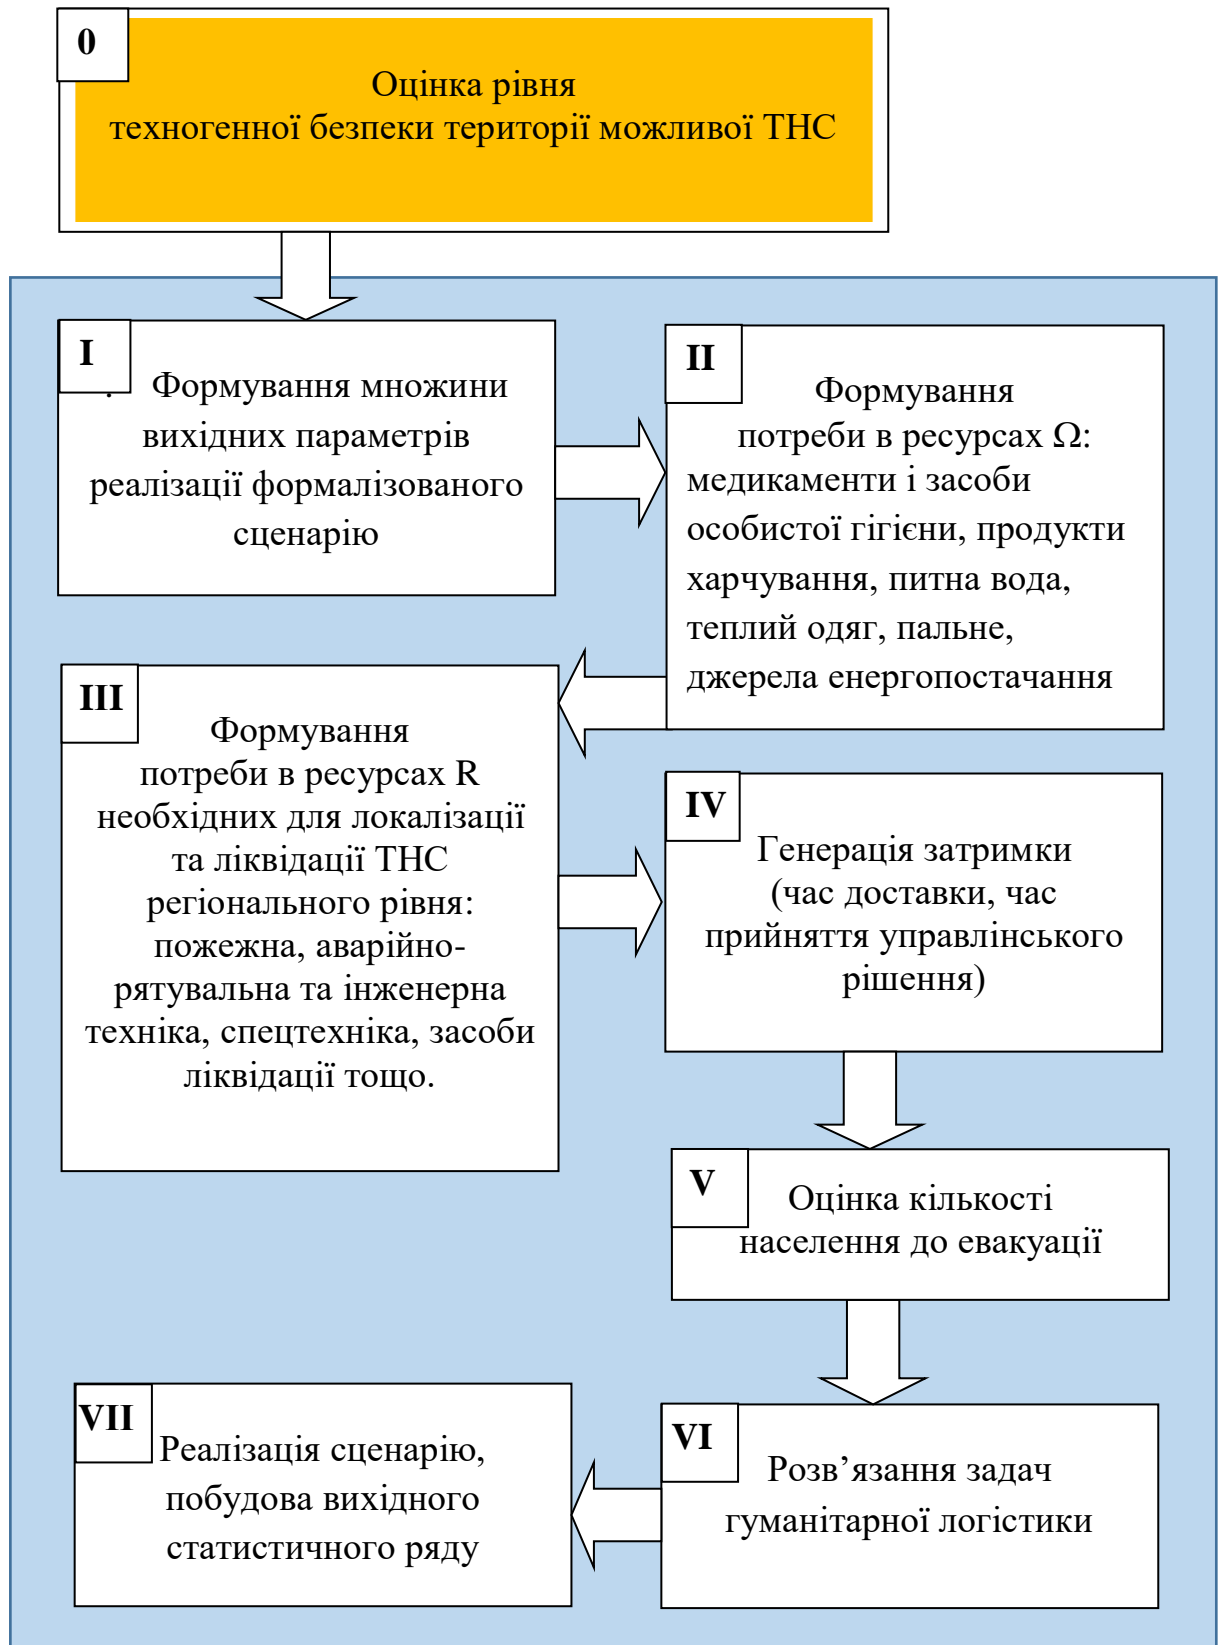 0
Оцінка рівня
техногенної безпеки території можливої ТНС
I
. Формування множини
вихідних параметрів
реалізації формалізованого
сценарію
II
Формування
потреби в ресурсах Ω:
медикаменти і засоби
особистої гігієни, продукти
харчування, питна вода,
теплий одяг, пальне,
джерела енергопостачання
III
Формування
потреби в ресурсах R
необхідних для локалізації
та ліквідації ТНС
регіонального рівня:
пожежна, аварійно-
рятувальна та інженерна
техніка, спецтехніка, засоби
ліквідації тощо.
IV
Генерація затримки
(час доставки, час
прийняття управлінського
рішення)
V
Оцінка кількості
населення до евакуації
VI
Розв’язання задач
гуманітарної логістики
VII
Реалізація сценарію,
побудова вихідного
статистичного ряду